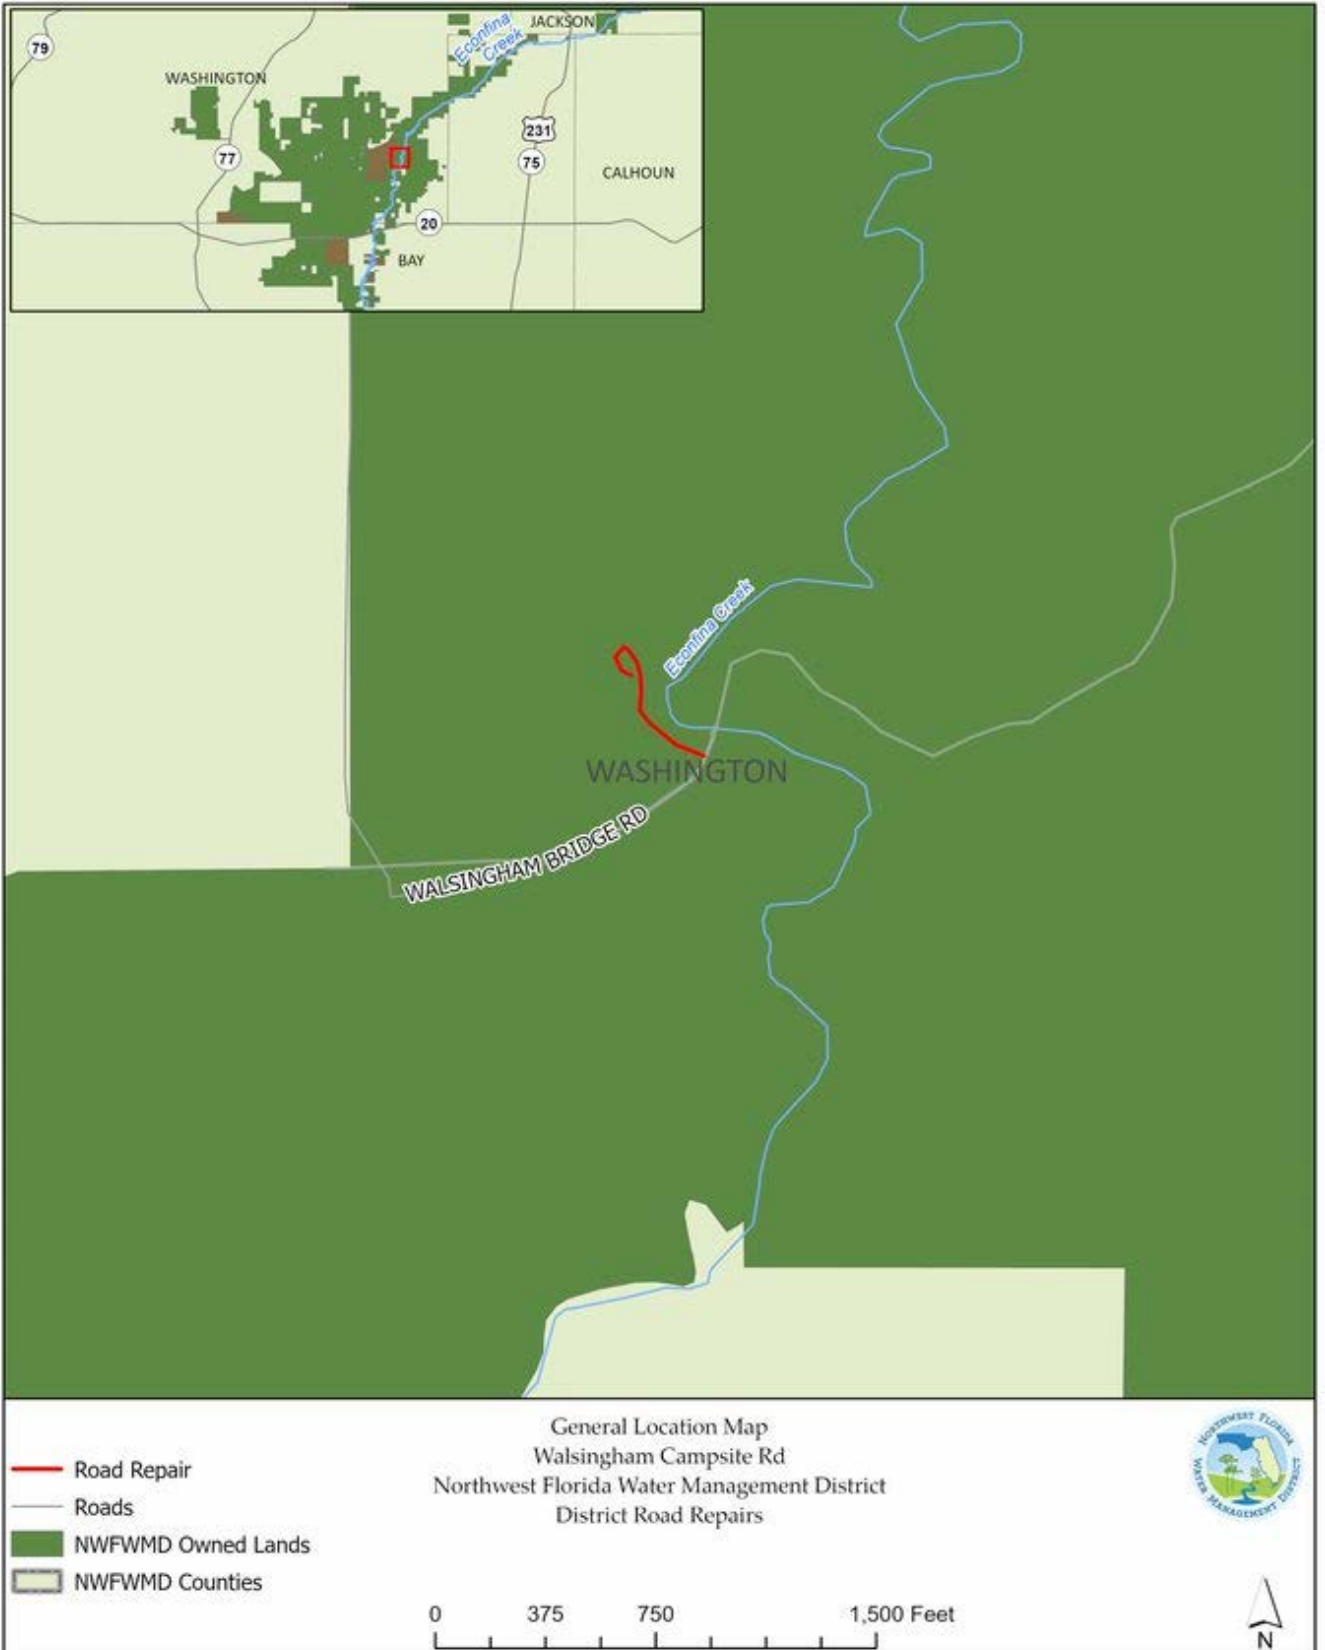 79
WASHINGTON
77
Econfina
Creek
JACKSON
231
75
CALHOUN
20
BAY
Econfina Creek
WASHINGTON
WALSINGHAM BRIDGE RD
Road Repair
Roads
NWFWMD Owned Lands
NWFWMD Counties
General Location Map
Walsingham Campsite Rd
Northwest Florida Water Management District
District Road Repairs
0 375 750 1,500 Feet
NORTHWEST FLORIDA
WATER MANAGEMENT DISTRICT
N